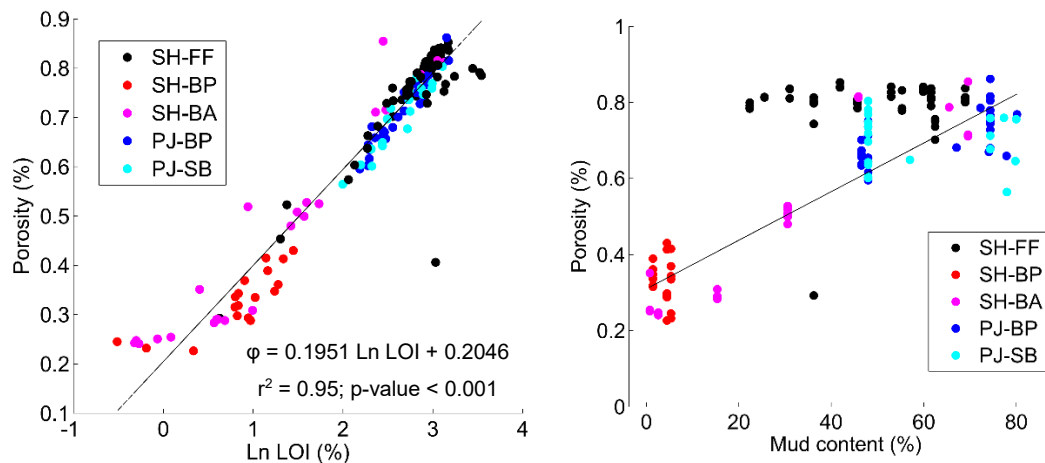 0.9
0.8
0.7
0.6
0.5
0.4
0.3
0.2
0.1
Porosity (%)
SH-FF
SH-BP
SH-BA
PJ-BP
PJ-SB
φ = 0.1951 Ln LOI + 0.2046
r² = 0.95; p-value < 0.001
-1 0 1 2 3 4
Ln LOI (%)
1
0.8
0.6
0.4
0.2
0
Porosity (%)
SH-FF
SH-BP
SH-BA
PJ-BP
PJ-SB
0 20 40 60 80
Mud content (%)